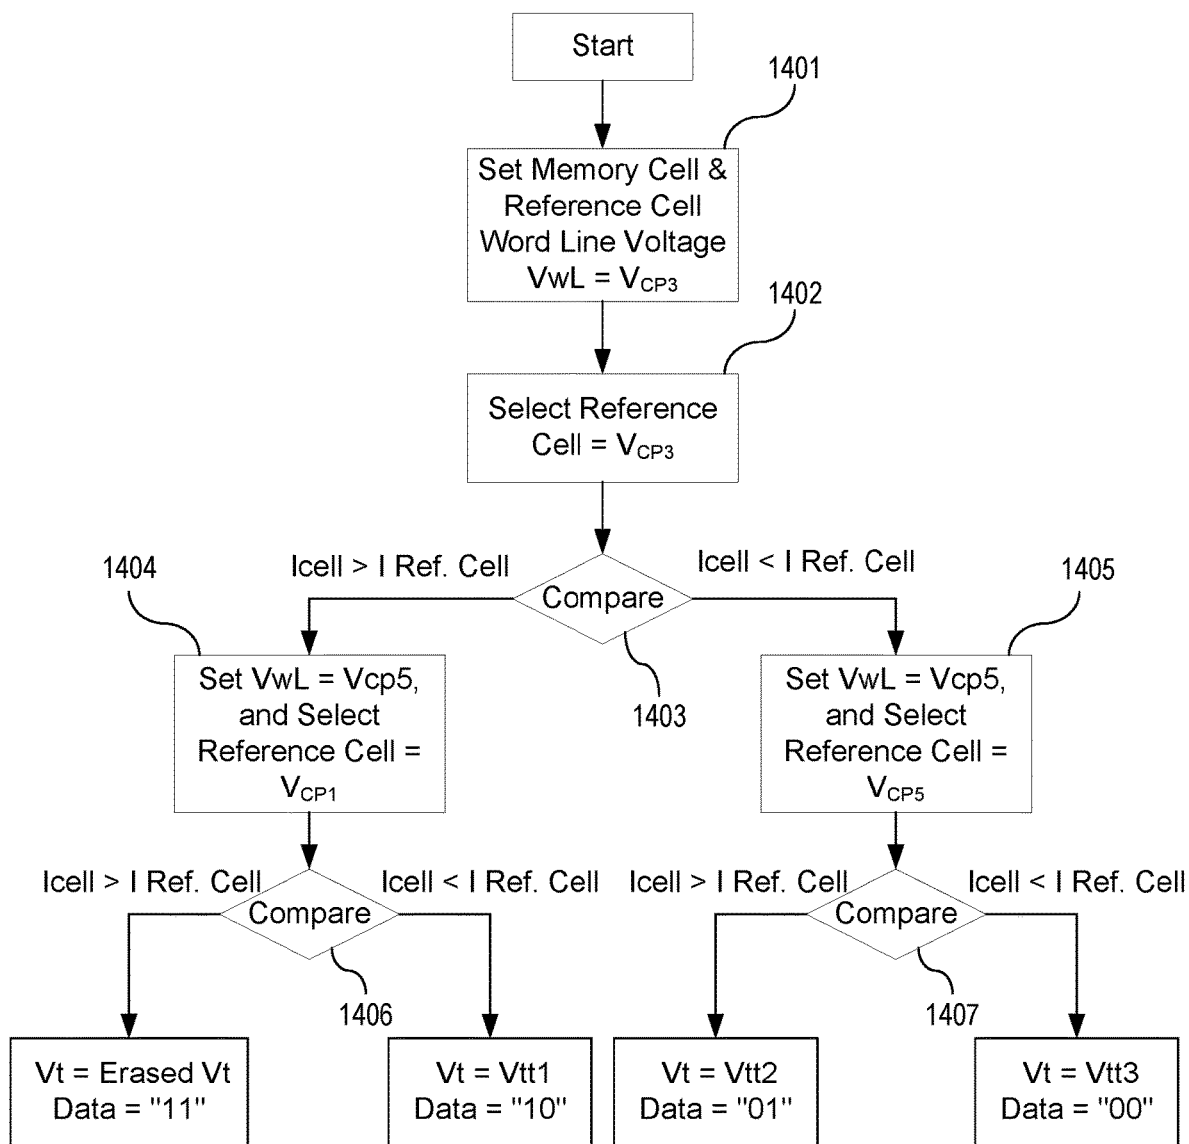 Start
1401
Set Memory Cell &
Reference Cell
Word Line Voltage
VwL = VCP3
1402
Select Reference
Cell = VCP3
Icell > I Ref. Cell
Icell < I Ref. Cell
1404
1405
Compare
1403
Set VwL = Vcp5,
and Select
Reference Cell =
VCP1
Set VwL = Vcp5,
and Select
Reference Cell =
VCP5
Icell > I Ref. Cell
Icell < I Ref. Cell
Icell > I Ref. Cell
Icell < I Ref. Cell
Compare
Compare
1406
1407
Vt = Erased Vt
Data = "11"
Vt = Vtt1
Data = "10"
Vt = Vtt2
Data = "01"
Vt = Vtt3
Data = "00"